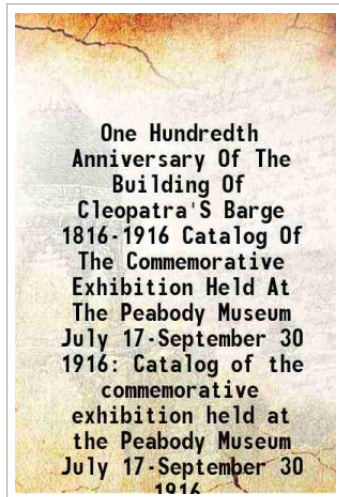 One Hundredth
Anniversary Of The
Building Of
Cleopatra'S Barge
1816-1916 Catalog Of
The Commemorative
Exhibition Held At
The Peabody Museum
July 17-September 30
1916: Catalog of the
commemorative
exhibition held at
the Peabody Museum
July 17-September 30
1916